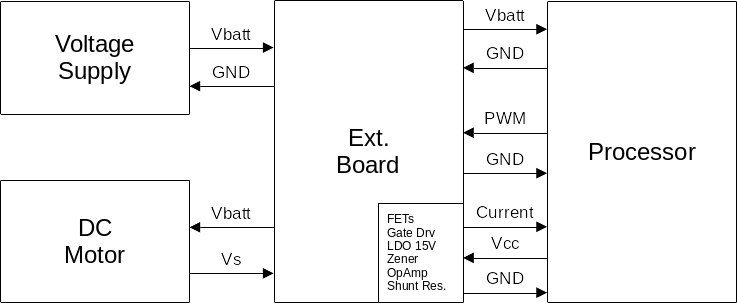 Voltage
Supply
Vbatt
GND
DC
Motor
Vbatt
Vs
Ext.
Board
FETs
Gate Drv
LDO 15V
Zener
OpAmp
Shunt Res.
Vbatt
GND
PWM
GND
Current
Vcc
GND
Processor